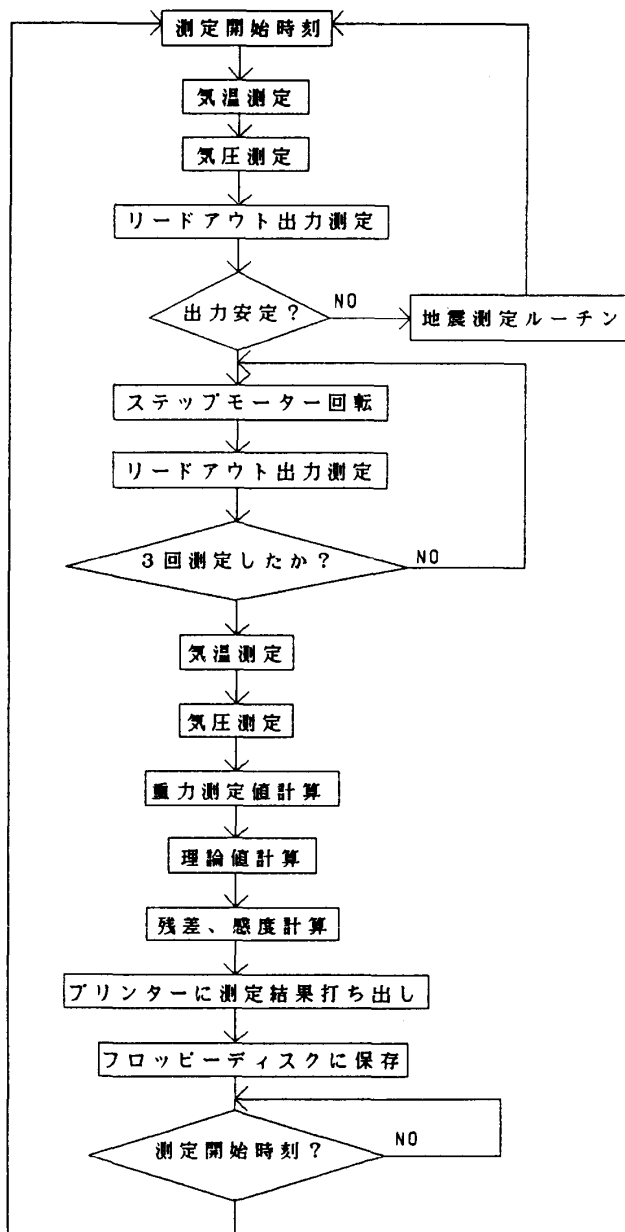 測定開始時刻
気温測定
気圧測定
リードアウト出力測定
出力安定?
NO
地震測定ルーチン
ステップモーター回転
リードアウト出力測定
3回測定したか?
NO
気温測定
気圧測定
重力測定値計算
理論値計算
残差、感度計算
プリンターに測定結果打ち出し
フロッピーディスクに保存
測定開始時刻?
NO